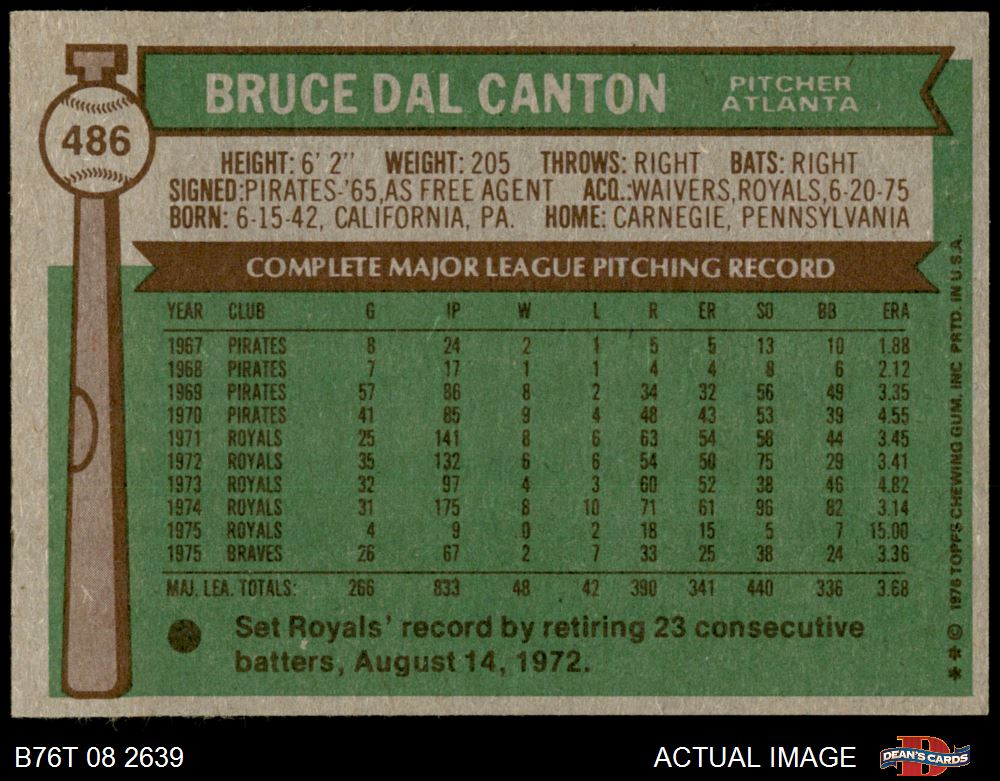 BRUCE DAL CANTON PITCHER
ATLANTA
486
HEIGHT: 6' 2" WEIGHT: 205 THROWS: RIGHT BATS: RIGHT
SIGNED: PIRATES-'65, AS FREE AGENT ACQ.: WAIVERS, ROYALS, 6-20-75
BORN: 6-15-42, CALIFORNIA, PA. HOME: CARNEGIE, PENNSYLVANIA
COMPLETE MAJOR LEAGUE PITCHING RECORD
YEAR CLUB G IP W L R ER SO BB ERA
1967 PIRATES 8 24 2 1 5 5 13 10 1.88
1968 PIRATES 7 17 1 1 4 4 8 6 2.12
1969 PIRATES 57 86 8 2 34 32 56 49 3.35
1970 PIRATES 41 85 9 4 48 43 53 39 4.55
1971 ROYALS 25 141 8 6 63 54 58 44 3.45
1972 ROYALS 35 132 6 6 54 50 75 29 3.41
1973 ROYALS 32 97 4 3 60 52 38 46 4.82
1974 ROYALS 31 175 8 10 71 61 96 82 3.14
1975 ROYALS 4 9 0 2 18 15 5 7 15.00
1975 BRAVES 26 67 2 7 33 25 38 24 3.36
MAJ. LEA. TOTALS: 266 833 48 42 390 341 440 336 3.68
Set Royals' record by retiring 23 consecutive
batters, August 14, 1972.
* * © 1976 TOPPS CHEWING GUM, INC PRTD. IN U.S.A.
B76T 08 2639 ACTUAL IMAGE DEAN'S CARDS